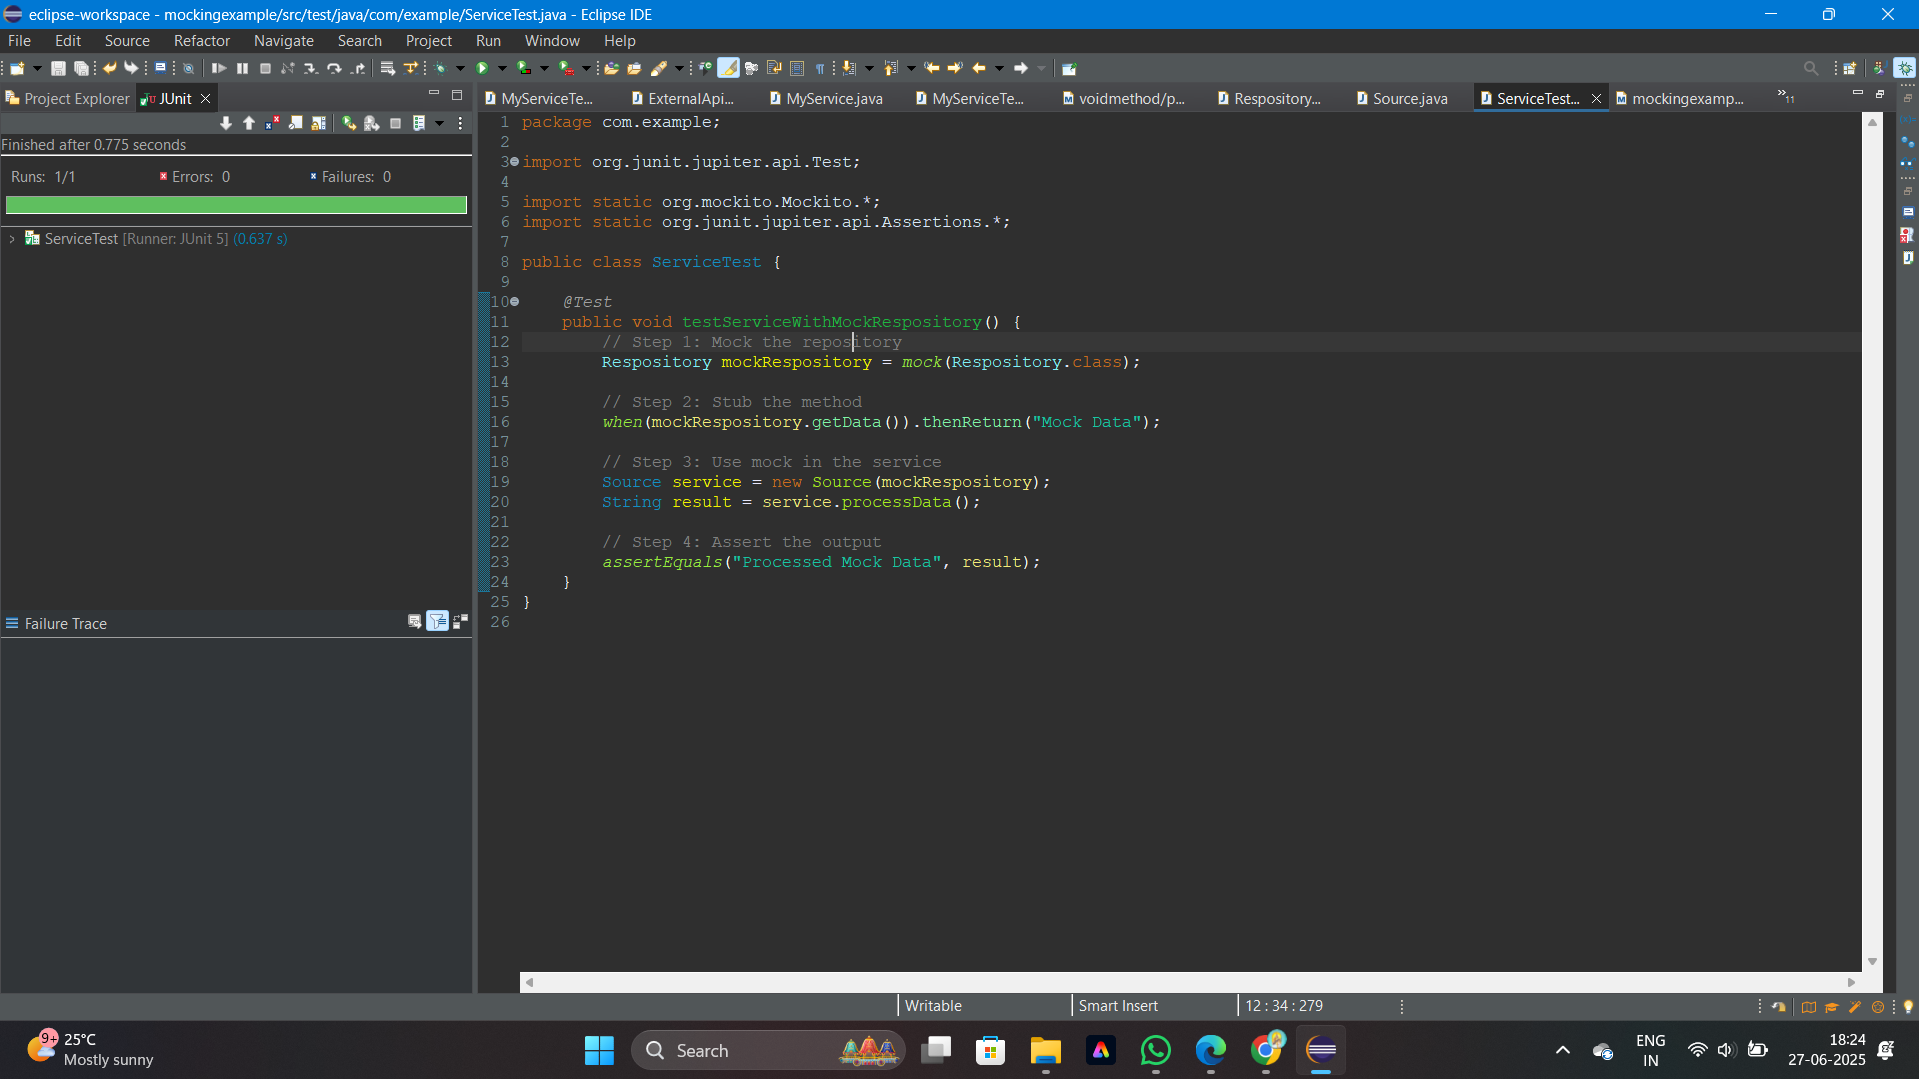 eclipse-workspace - mockingexample/src/test/java/com/example/ServiceTest.java - Eclipse IDE
File Edit Source Refactor Navigate Search Project Run Window Help
Project Explorer JUnit
MyServiceTe... ExternalApi... MyService.java MyServiceTe... voidmethod/p... Respository... Source.java ServiceTest... mockingexamp... »11
Finished after 0.775 seconds
Runs: 1/1 Errors: 0 Failures: 0
ServiceTest [Runner: JUnit 5] (0.637 s)
Failure Trace
1 package com.example;
2
3 import org.junit.jupiter.api.Test;
4
5 import static org.mockito.Mockito.*;
6 import static org.junit.jupiter.api.Assertions.*;
7
8 public class ServiceTest {
9
10 @Test
11 public void testServiceWithMockRespository() {
12 // Step 1: Mock the repository
13 Respository mockRespository = mock(Respository.class);
14
15 // Step 2: Stub the method
16 when(mockRespository.getData()).thenReturn("Mock Data");
17
18 // Step 3: Use mock in the service
19 Source service = new Source(mockRespository);
20 String result = service.processData();
21
22 // Step 4: Assert the output
23 assertEquals("Processed Mock Data", result);
24 }
25 }
26
Writable Smart Insert 12 : 34 : 279
9+ 25°C
Mostly sunny
Search
ENG
IN
18:24
27-06-2025